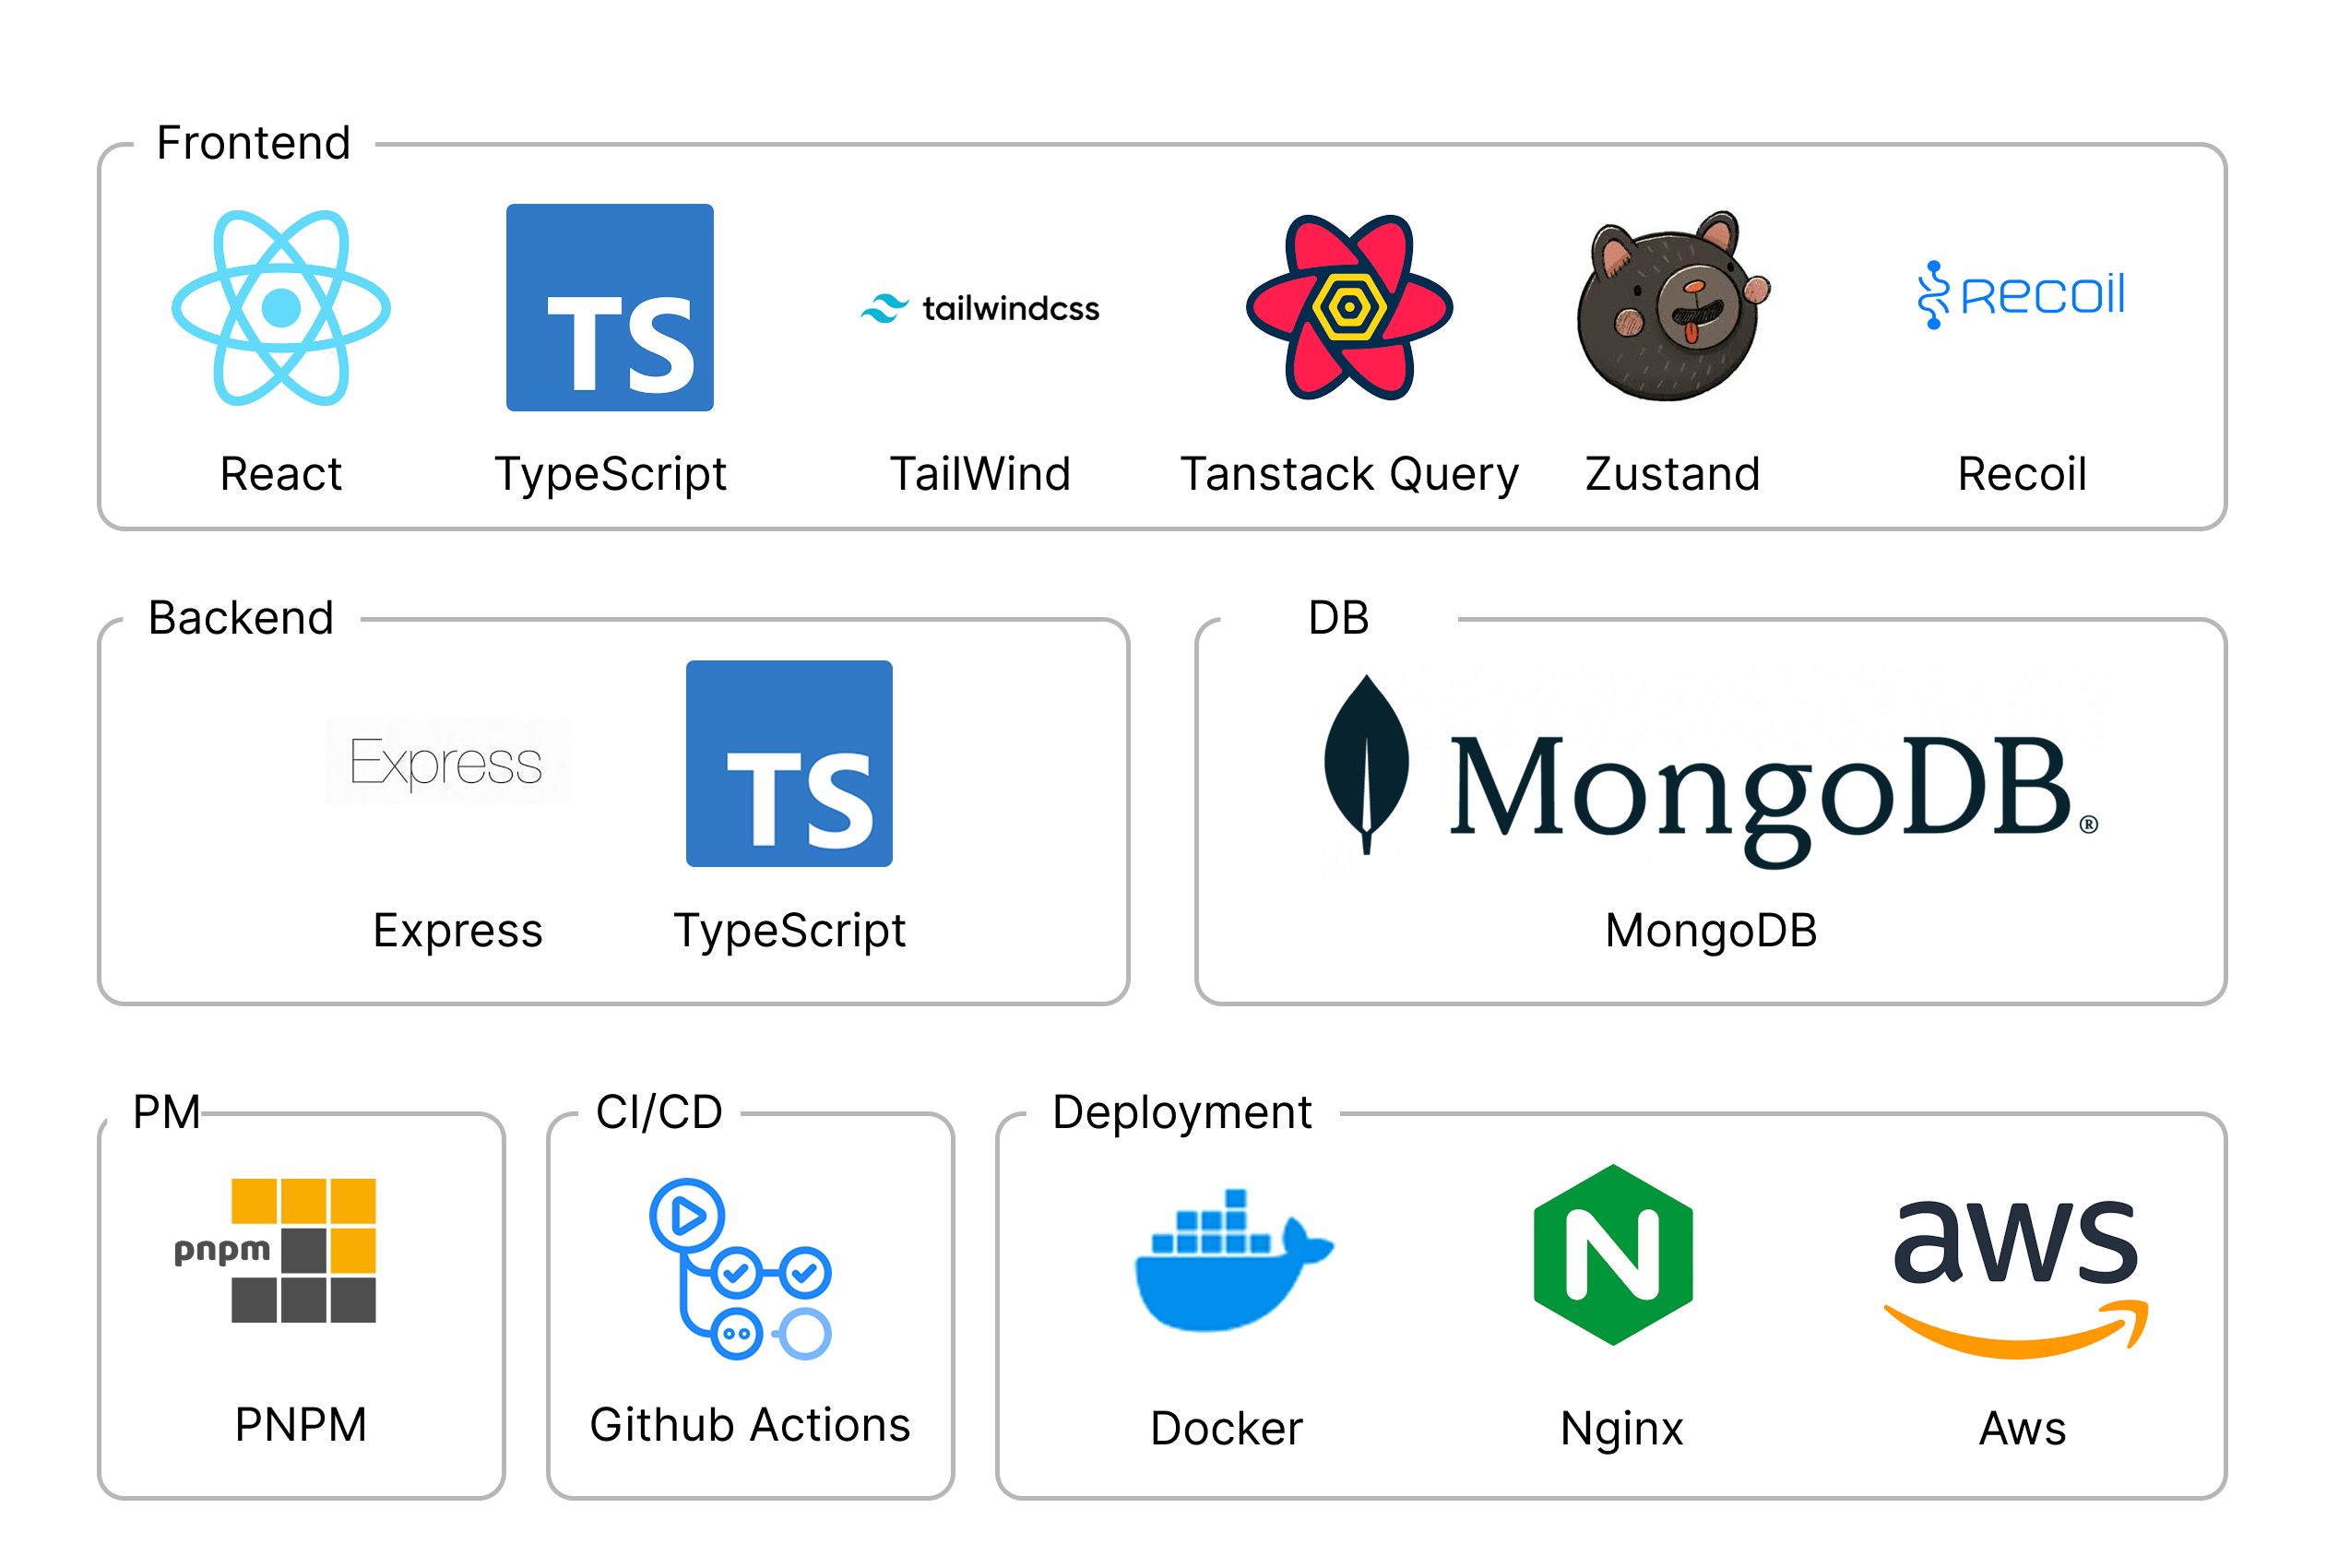 Frontend
TS
tailwindcss
Recoil
React
TypeScript
TailWind
Tanstack Query
Zustand
Recoil
Backend
Express
TS
Express
TypeScript
DB
MongoDB®
MongoDB
PM
pnpm
PNPM
CI/CD
Github Actions
Deployment
N
aws
Docker
Nginx
Aws